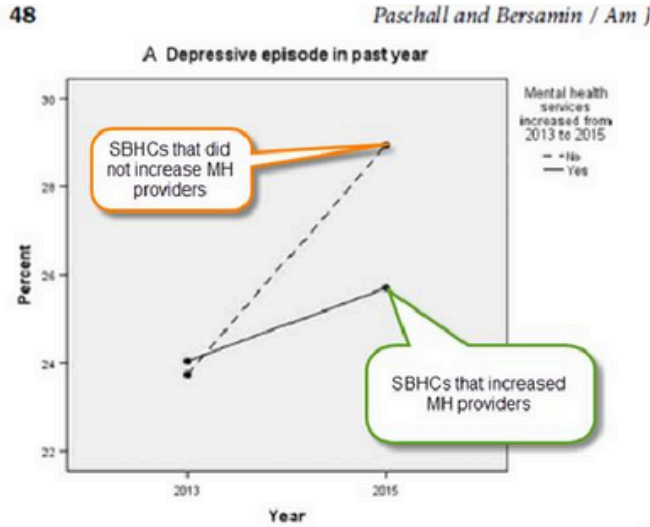 48
Paschall and Bersamin / Am J
A Depressive episode in past year
Mental health
services
increased from
2013 to 2015
No
Yes
SBHCs that did
not increase MH
providers
SBHCs that increased
MH providers
Percent
30
28
26
24
22
2013
2015
Year